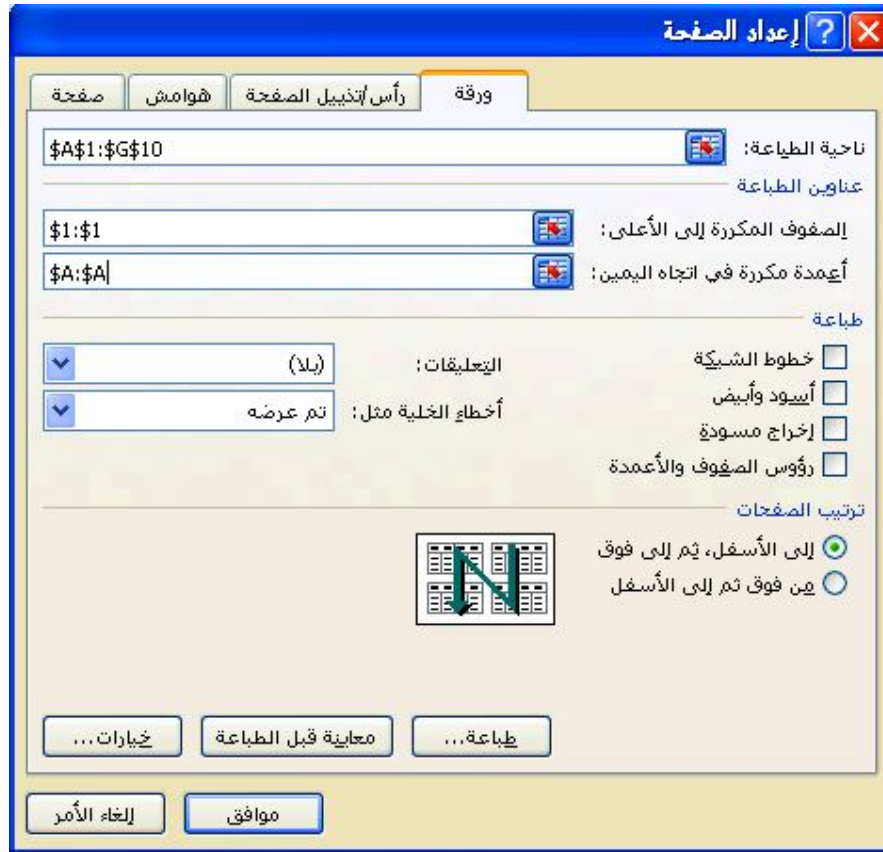 إعداد الصفحة
ورقة
رأس/تذييل الصفحة
هوامش
صفحة
ناحية الطباعة: $A$1:$G$10
عناوين الطباعة
الصفوف المكررة إلى الأعلى: $1:$1
أعمدة مكررة في اتجاه اليمين: $A:$A
طباعة
خطوط الشبكة
التعليقات: (بلا)
أسود وأبيض
أخطاء الخلية مثل: تم عرضه
إخراج مسودة
رؤوس الصفوف والأعمدة
ترتيب الصفحات
إلى الأسفل، ثم إلى فوق
من فوق ثم إلى الأسفل
طباعة...
معاينة قبل الطباعة
خيارات...
موافق
إلغاء الأمر